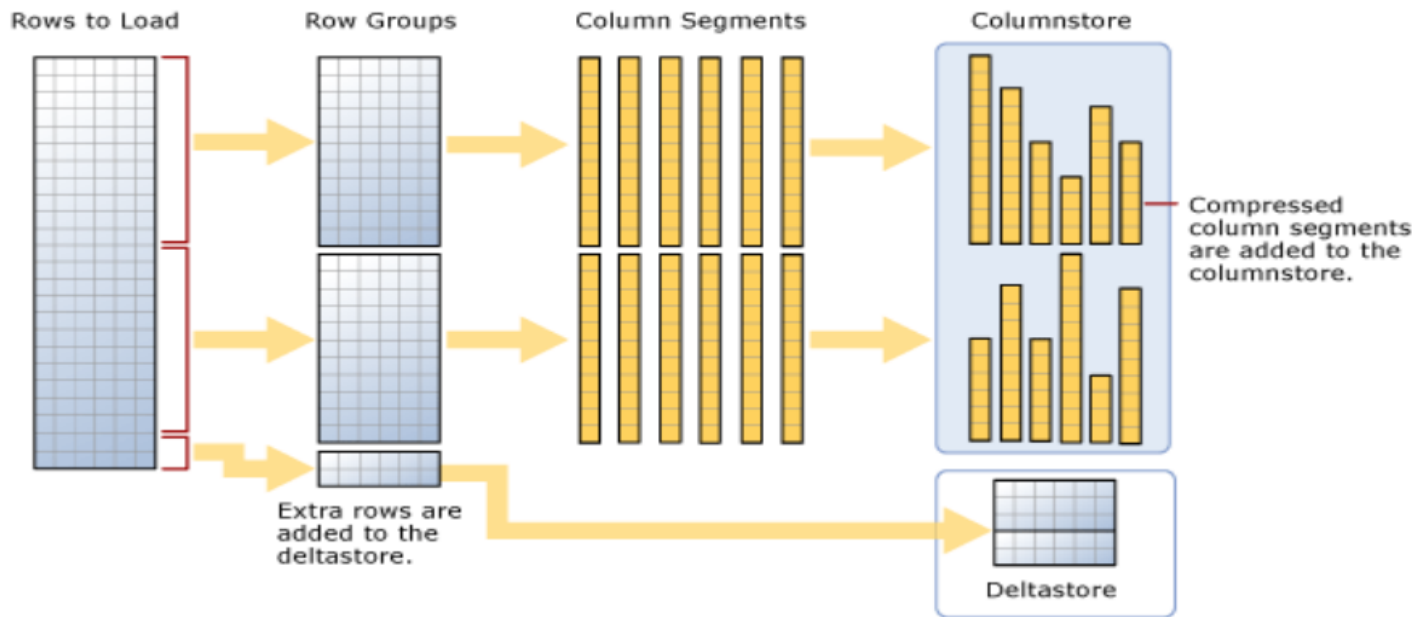 Rows to Load
Row Groups
Column Segments
Columnstore
Compressed
column segments
are added to the
columnstore.
Extra rows are
added to the
deltastore.
Deltastore